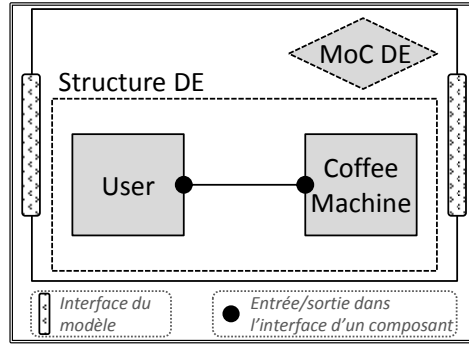 MoC DE
Structure DE
User
Coffee
Machine
Interface du
modèle
Entrée/sortie dans
l'interface d'un composant